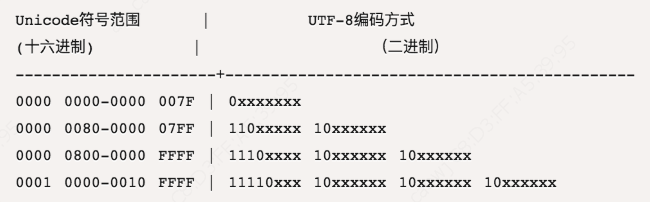 Unicode符号范围 | UTF-8编码方式
(十六进制) | (二进制)
----------------------+---------------------------------------------
0000 0000-0000 007F | 0xxxxxxx
0000 0080-0000 07FF | 110xxxxx 10xxxxxx
0000 0800-0000 FFFF | 1110xxxx 10xxxxxx 10xxxxxx
0001 0000-0010 FFFF | 11110xxx 10xxxxxx 10xxxxxx 10xxxxxx